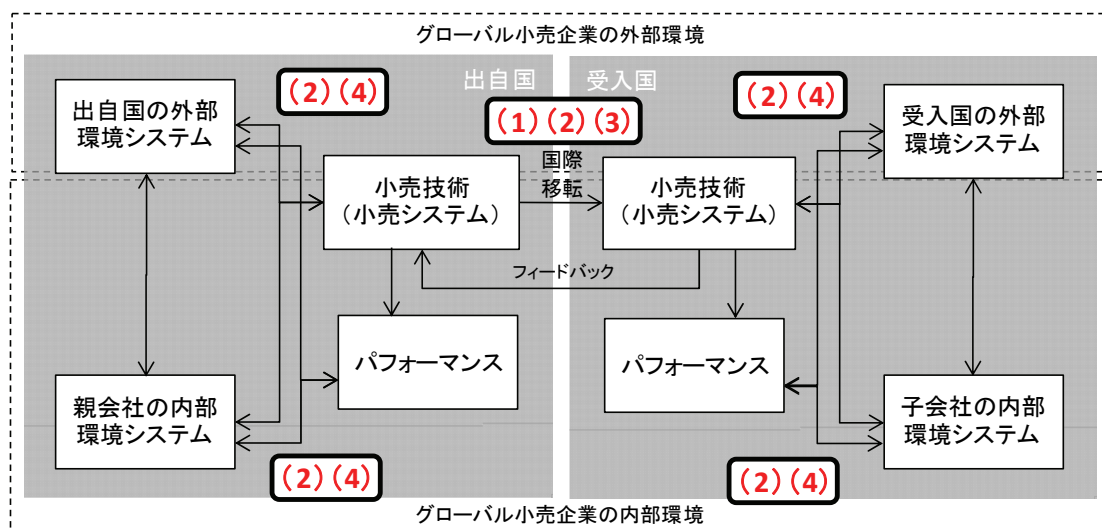 グローバル小売企業の外部環境
出自国
受入国
(2)(4)
(1)(2)(3)
(2)(4)
出自国の外部
環境システム
受入国の外部
環境システム
国際
移転
小売技術
(小売システム)
小売技術
(小売システム)
フィードバック
パフォーマンス
パフォーマンス
親会社の内部
環境システム
子会社の内部
環境システム
(2)(4)
(2)(4)
グローバル小売企業の内部環境